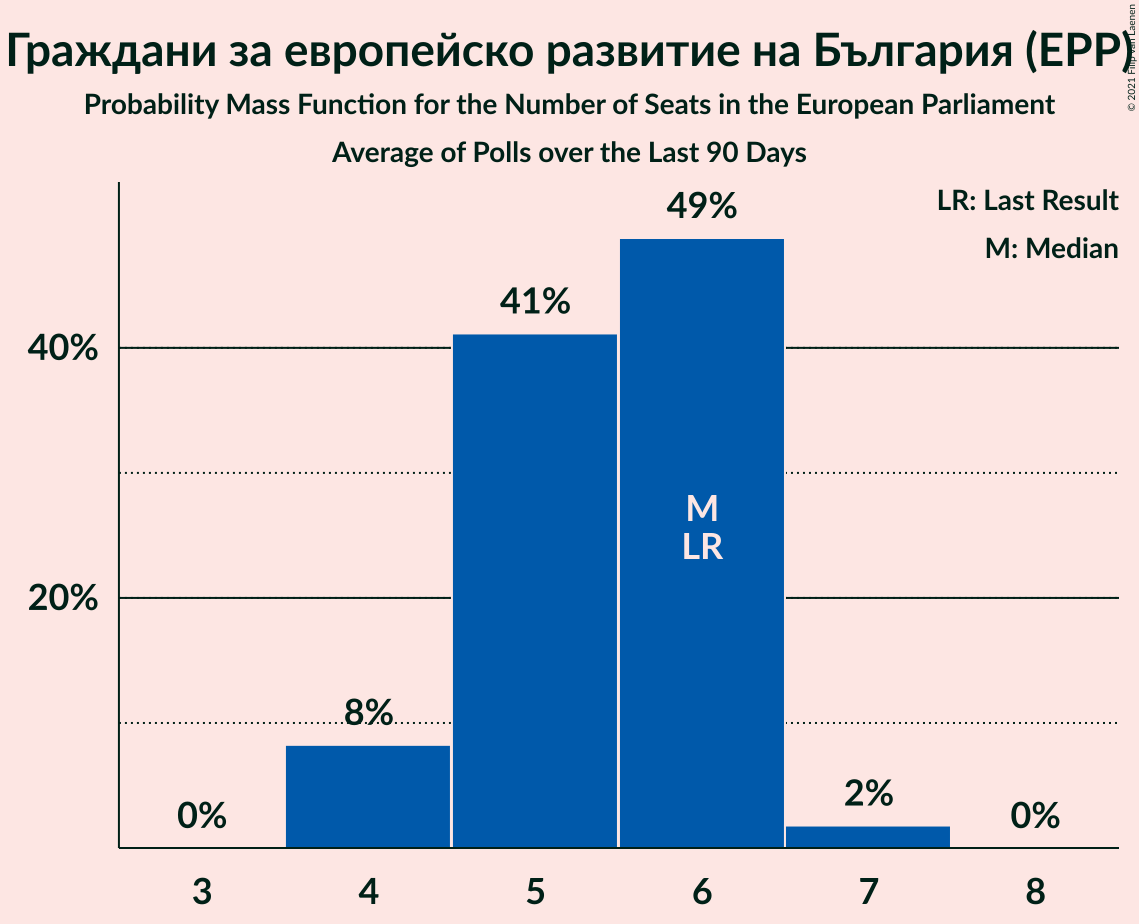 Граждани за европейско развитие на България (EPP)
© 2021 Filip van Laenen
Probability Mass Function for the Number of Seats in the European Parliament
Average of Polls over the Last 90 Days
LR: Last Result
M: Median
49%
41%
40%
M
LR
20%
8%
2%
0%
0%
3 4 5 6 7 8